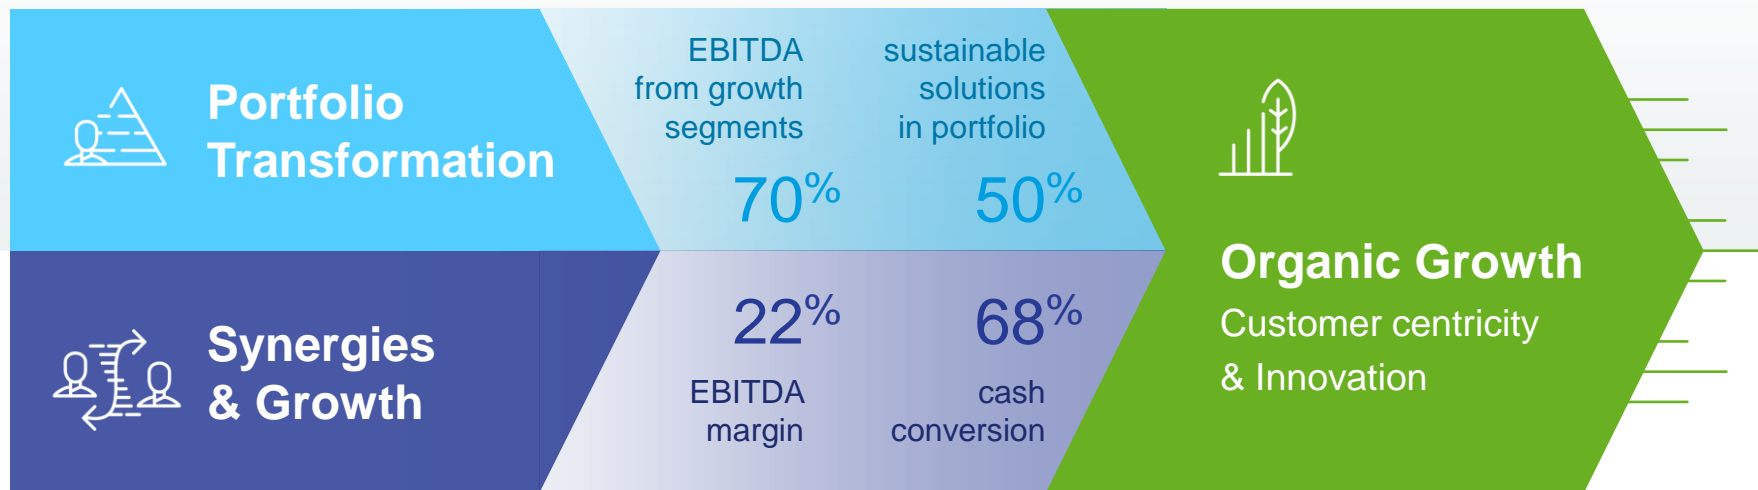 Portfolio
Transformation
EBITDA
from growth
segments
70%
sustainable
solutions
in portfolio
50%
Synergies
& Growth
22%
EBITDA
margin
68%
cash
conversion
Organic Growth
Customer centricity
& Innovation